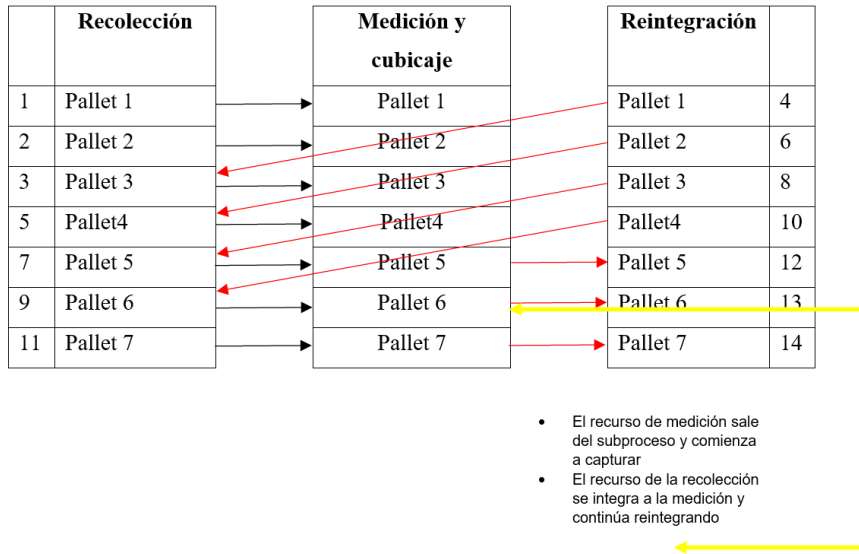 Recolección Medición y cubicaje Reintegración
1 Pallet 1 Pallet 1 Pallet 1 4
2 Pallet 2 Pallet 2 Pallet 2 6
3 Pallet 3 Pallet 3 Pallet 3 8
5 Pallet4 Pallet4 Pallet4 10
7 Pallet 5 Pallet 5 Pallet 5 12
9 Pallet 6 Pallet 6 Pallet 6 13
11 Pallet 7 Pallet 7 Pallet 7 14
• El recurso de medición sale
del subproceso y comienza
a capturar
• El recurso de la recolección
se integra a la medición y
continúa reintegrando